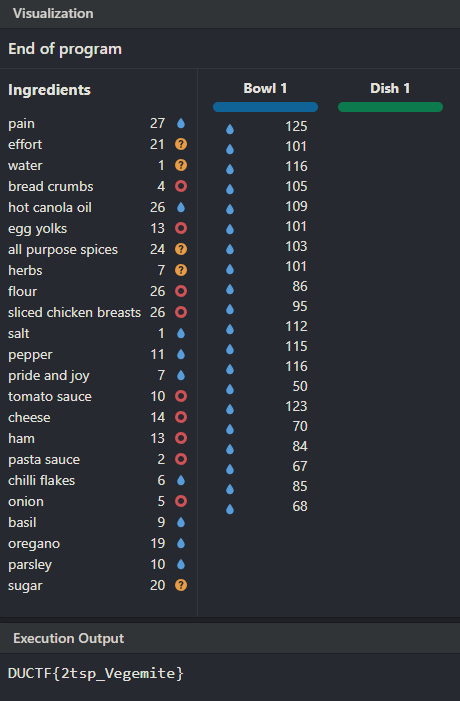 Visualization
End of program
Ingredients
pain 27
effort 21 ?
water 1 ?
bread crumbs 4
hot canola oil 26
egg yolks 13
all purpose spices 24 ?
herbs 7 ?
flour 26
sliced chicken breasts 26
salt 1
pepper 11
pride and joy 7
tomato sauce 10
cheese 14
ham 13
pasta sauce 2
chilli flakes 6
onion 5
basil 9
oregano 19
parsley 10
sugar 20 ?
Bowl 1
125
101
116
105
109
101
103
101
86
95
112
115
116
50
123
70
84
67
85
68
Dish 1
Execution Output
DUCTF{2tsp_Vegemite}